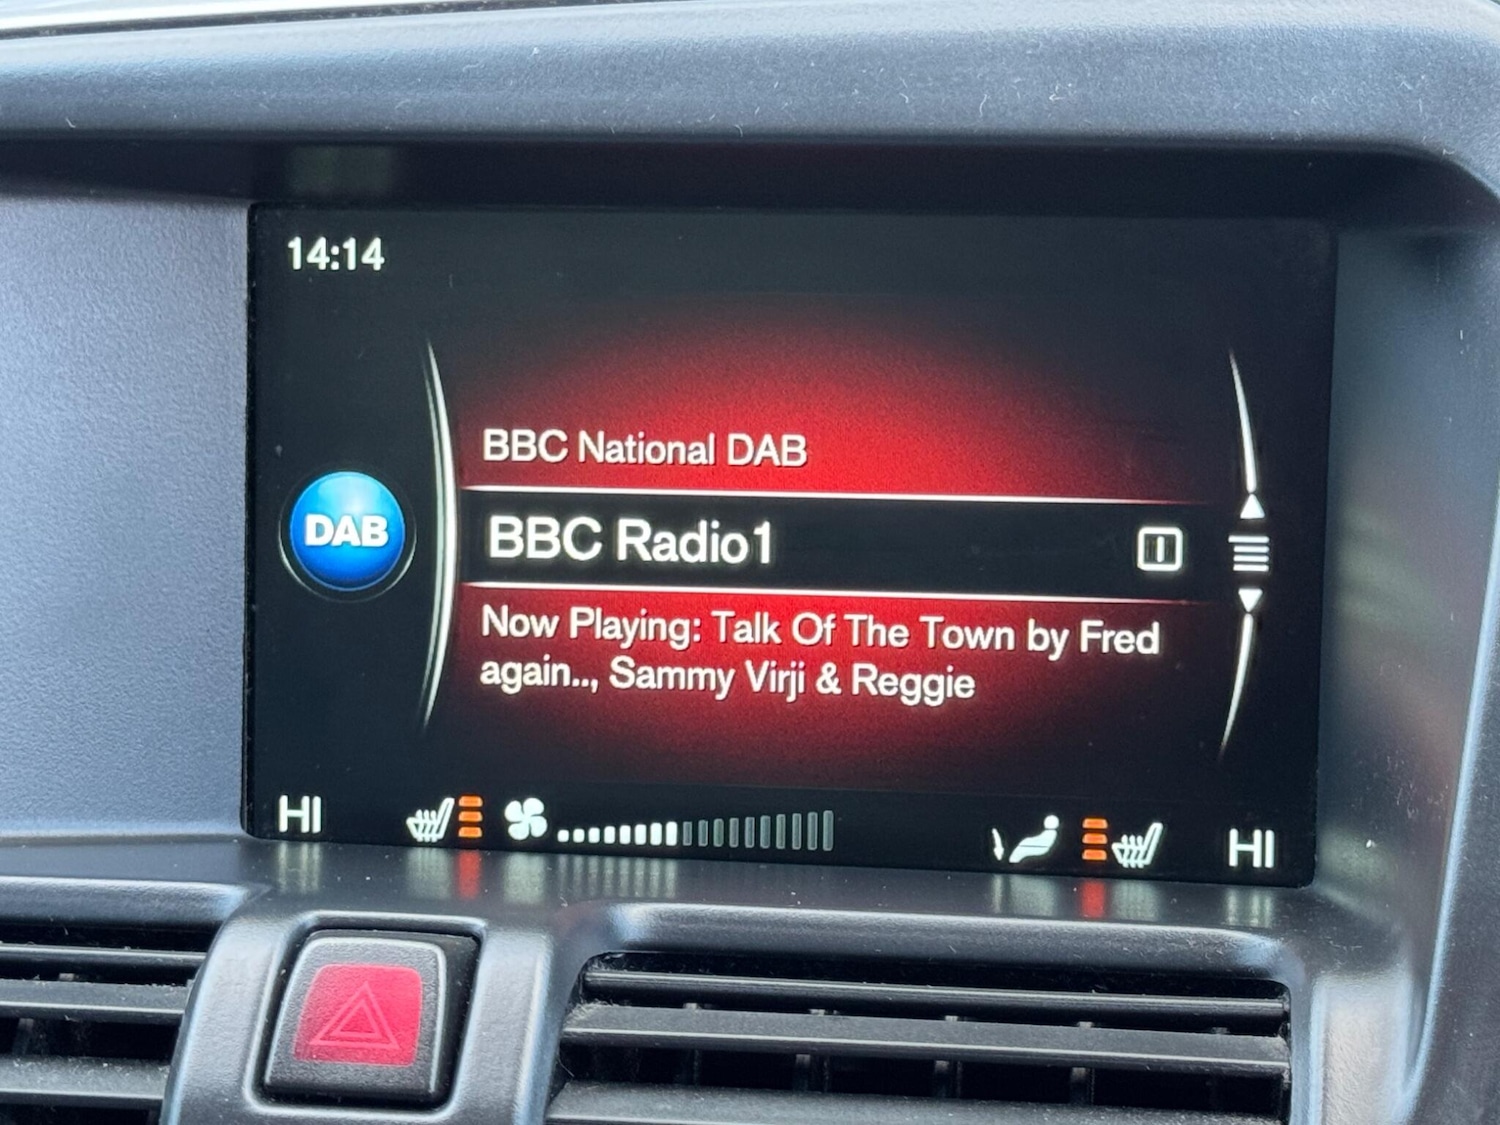 14:14
BBC National DAB
DAB
BBC Radio1
1
Now Playing: Talk Of The Town by Fred
again.., Sammy Virji & Reggie
HI
HI